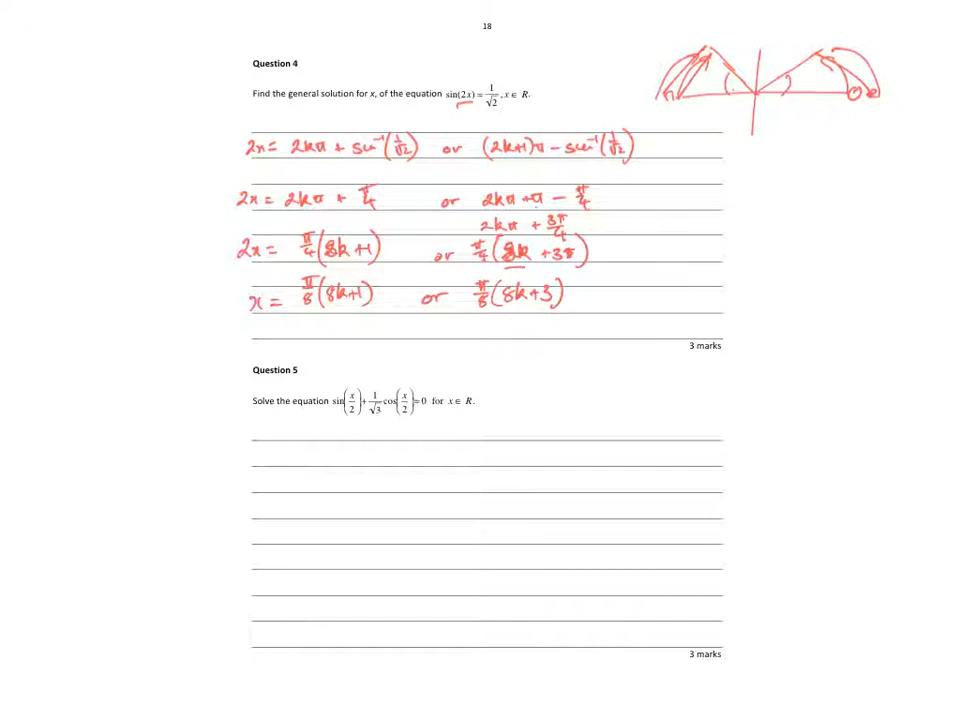 18
Question 4
Find the general solution for x, of the equation sin(2x) = 1/√2, x ∈ R.
2x = 2kπ + sin⁻¹(1/√2) or (2k+1)π − sin⁻¹(1/√2)
2x = 2kπ + π/4 or 2kπ + π − π/4
2kπ + 3π/4
2x = π/4(8k+1) or π/4(8k + 3π)
x = π/8(8k+1) or π/8(8k+3)
3 marks
Question 5
Solve the equation sin(x/2) + 1/√3 cos(x/2) = 0 for x ∈ R.
3 marks